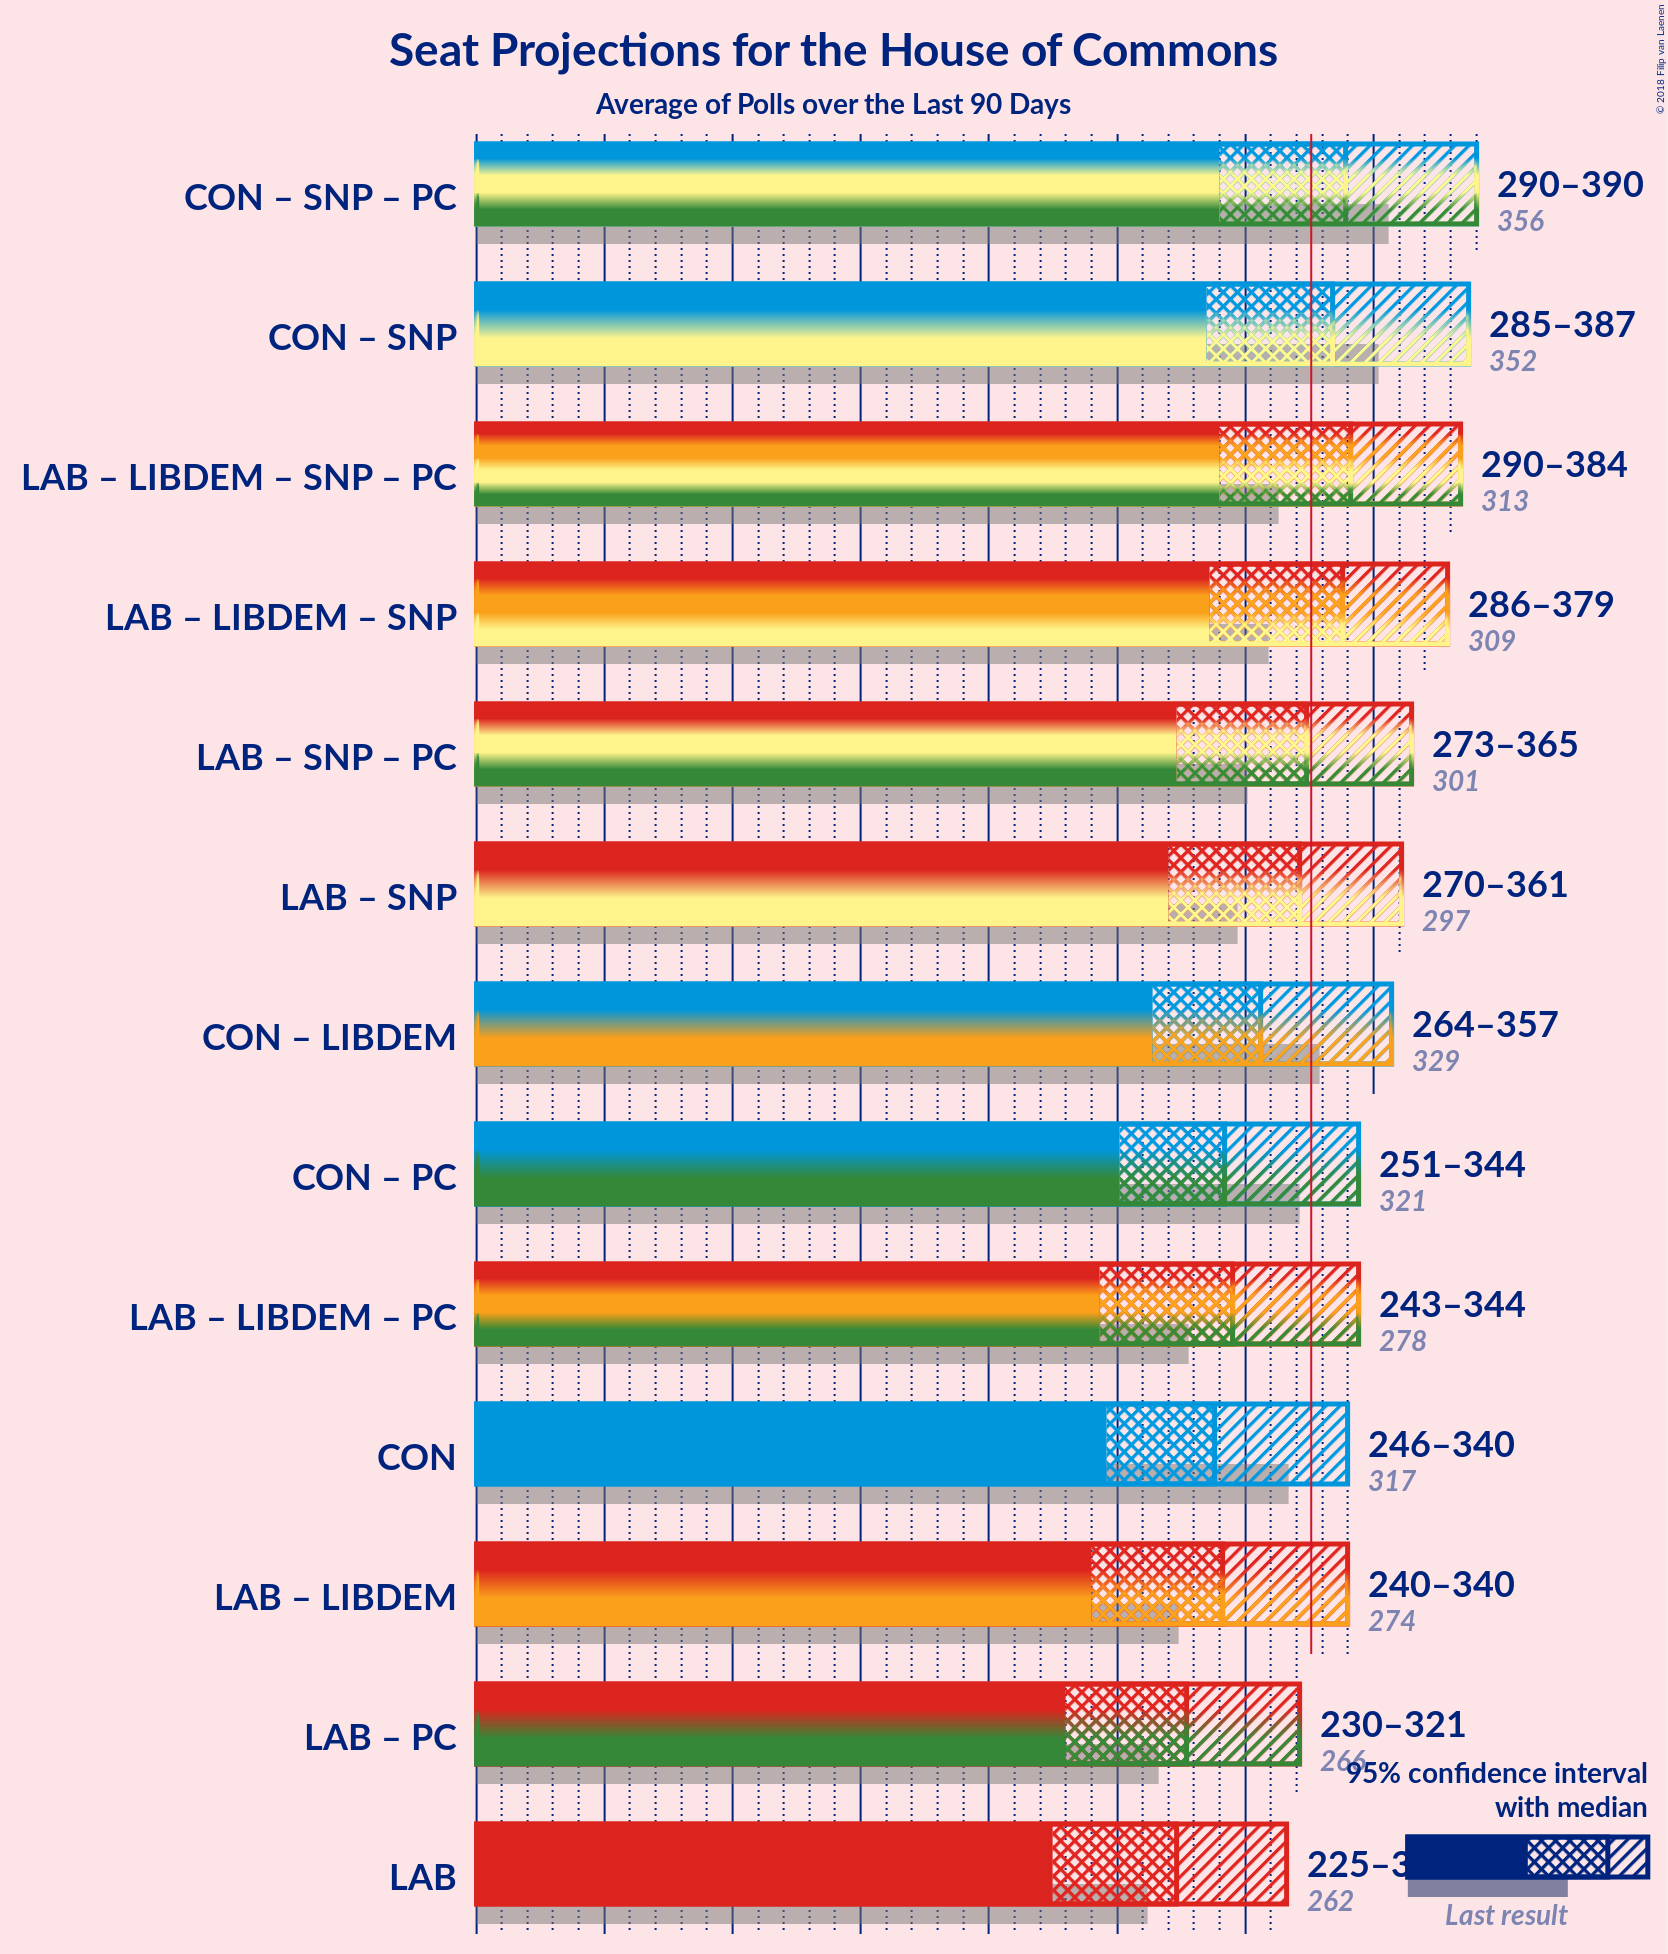 Seat Projections for the House of Commons
Average of Polls over the Last 90 Days
© 2018 Filip van Laenen
CON – SNP – PC
290–390
356
CON – SNP
285–387
352
LAB – LIBDEM – SNP – PC
290–384
313
LAB – LIBDEM – SNP
286–379
309
LAB – SNP – PC
273–365
301
LAB – SNP
270–361
297
CON – LIBDEM
264–357
329
CON – PC
251–344
321
LAB – LIBDEM – PC
243–344
278
CON
246–340
317
LAB – LIBDEM
240–340
274
LAB – PC
230–321
266
95% confidence interval
with median
LAB
225–3
262
Last result